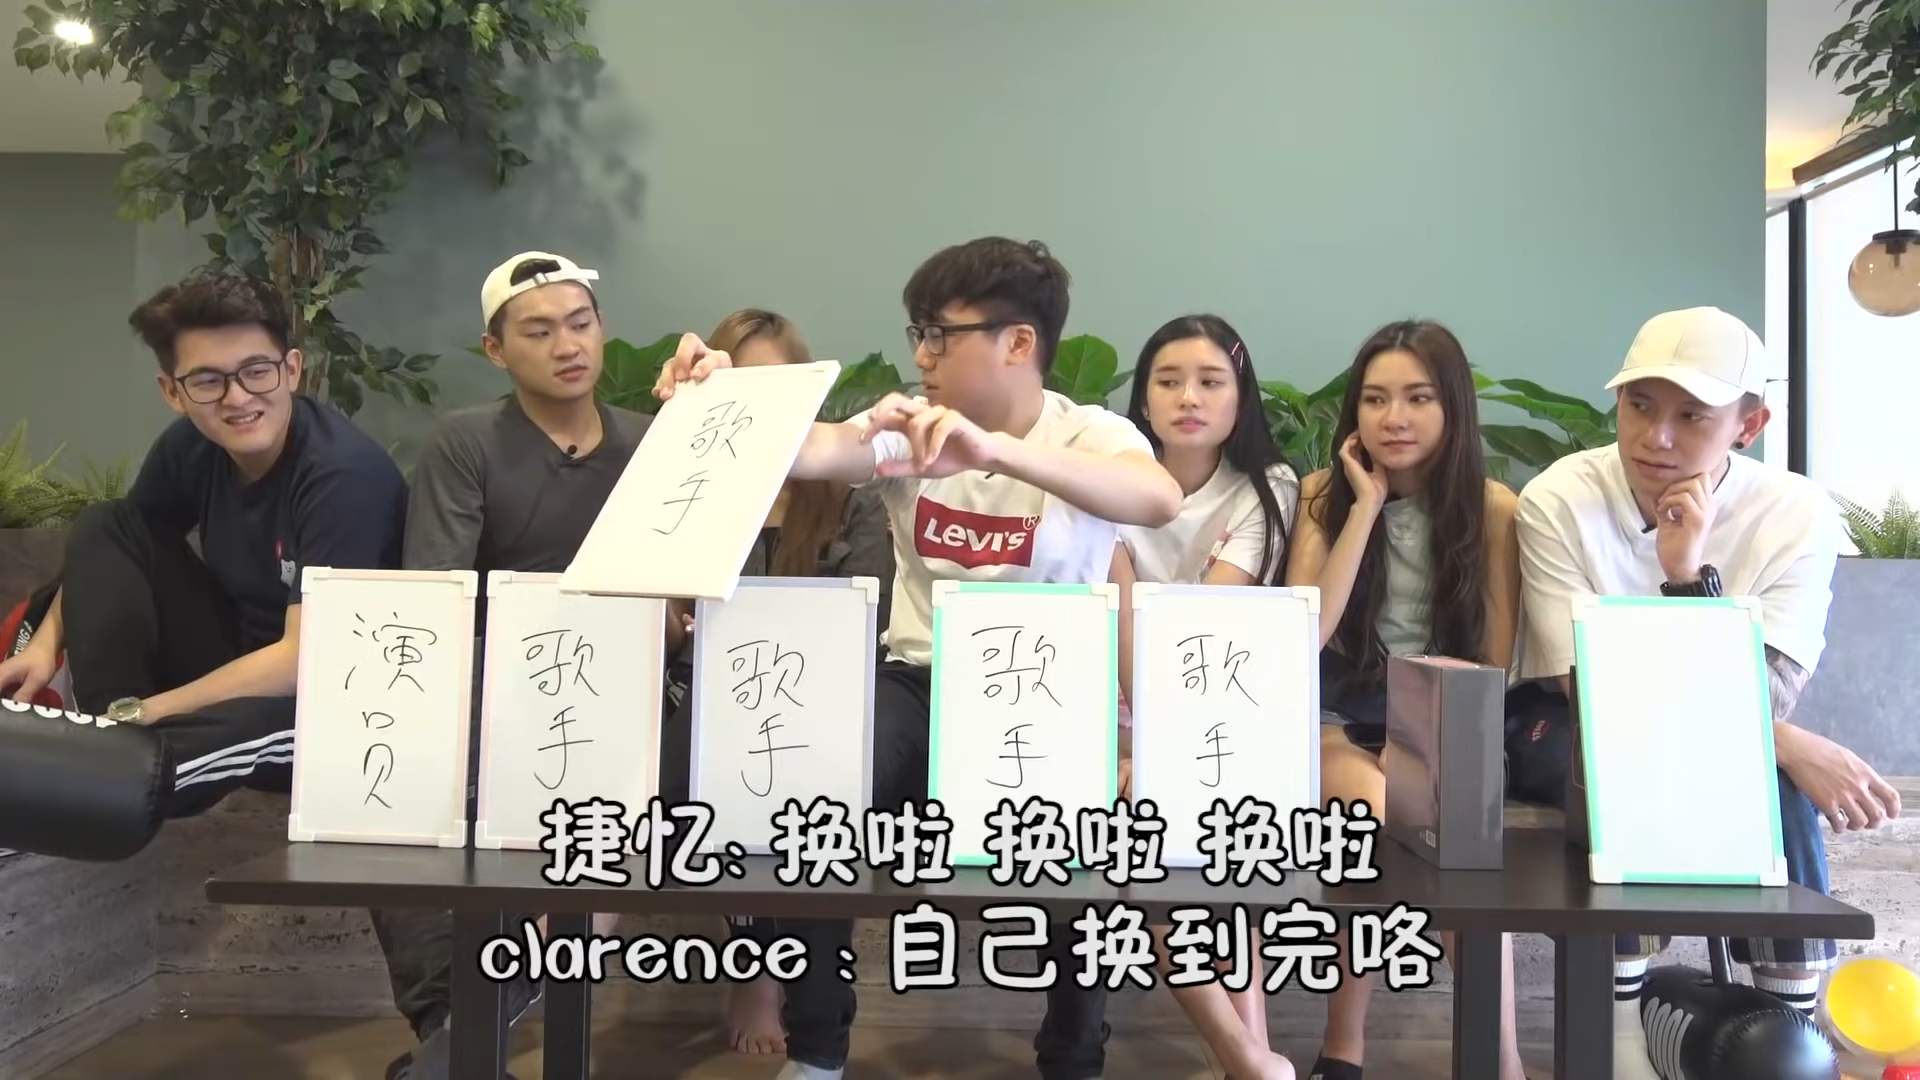 歌手
Levi's®
演员
歌手
歌手
歌手
歌手
捷忆: 换啦 换啦 换啦
clarence : 自己换到完咯